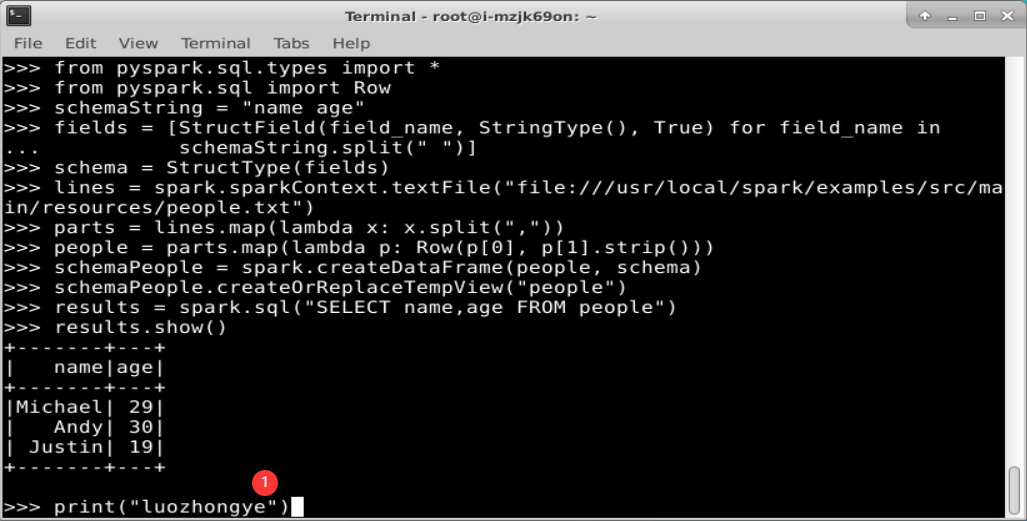 Terminal - root@i-mzjk69on: ~
File Edit View Terminal Tabs Help
>>> from pyspark.sql.types import *
>>> from pyspark.sql import Row
>>> schemaString = "name age"
>>> fields = [StructField(field_name, StringType(), True) for field_name in
...           schemaString.split(" ")]
>>> schema = StructType(fields)
>>> lines = spark.sparkContext.textFile("file:///usr/local/spark/examples/src/ma
in/resources/people.txt")
>>> parts = lines.map(lambda x: x.split(","))
>>> people = parts.map(lambda p: Row(p[0], p[1].strip()))
>>> schemaPeople = spark.createDataFrame(people, schema)
>>> schemaPeople.createOrReplaceTempView("people")
>>> results = spark.sql("SELECT name,age FROM people")
>>> results.show()
+-------+---+
|   name|age|
+-------+---+
|Michael| 29|
|   Andy| 30|
| Justin| 19|
+-------+---+
1
>>> print("luozhongye")